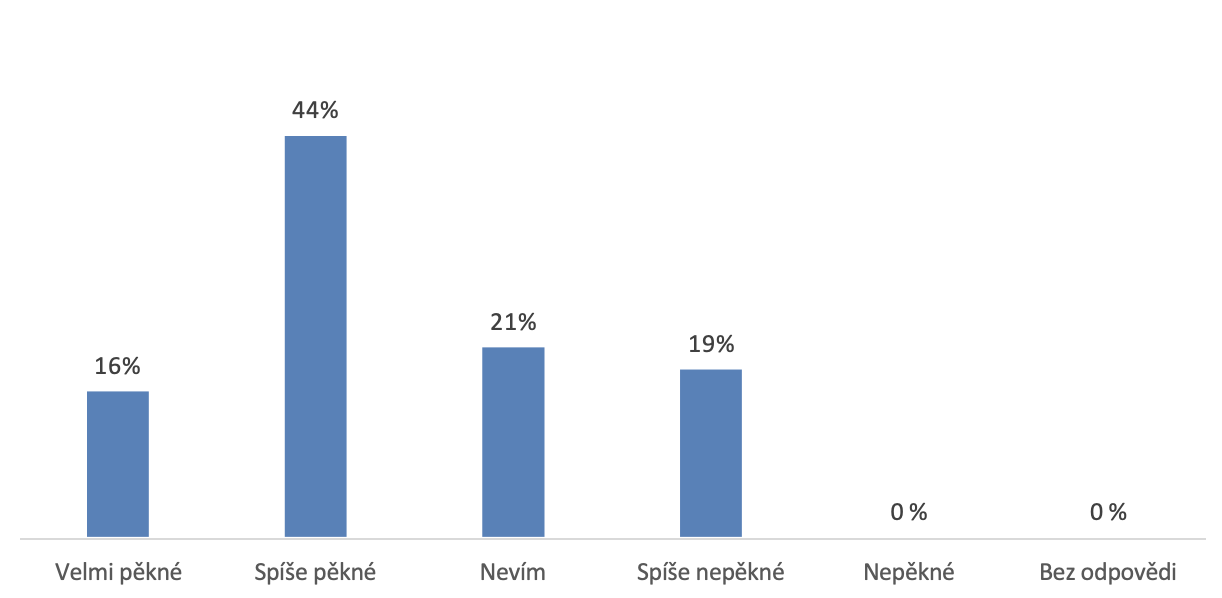 44%
21%
19%
16%
0 %
0 %
Velmi pěkné
Spíše pěkné
Nevím
Spíše nepěkné
Nepěkné
Bez odpovědi